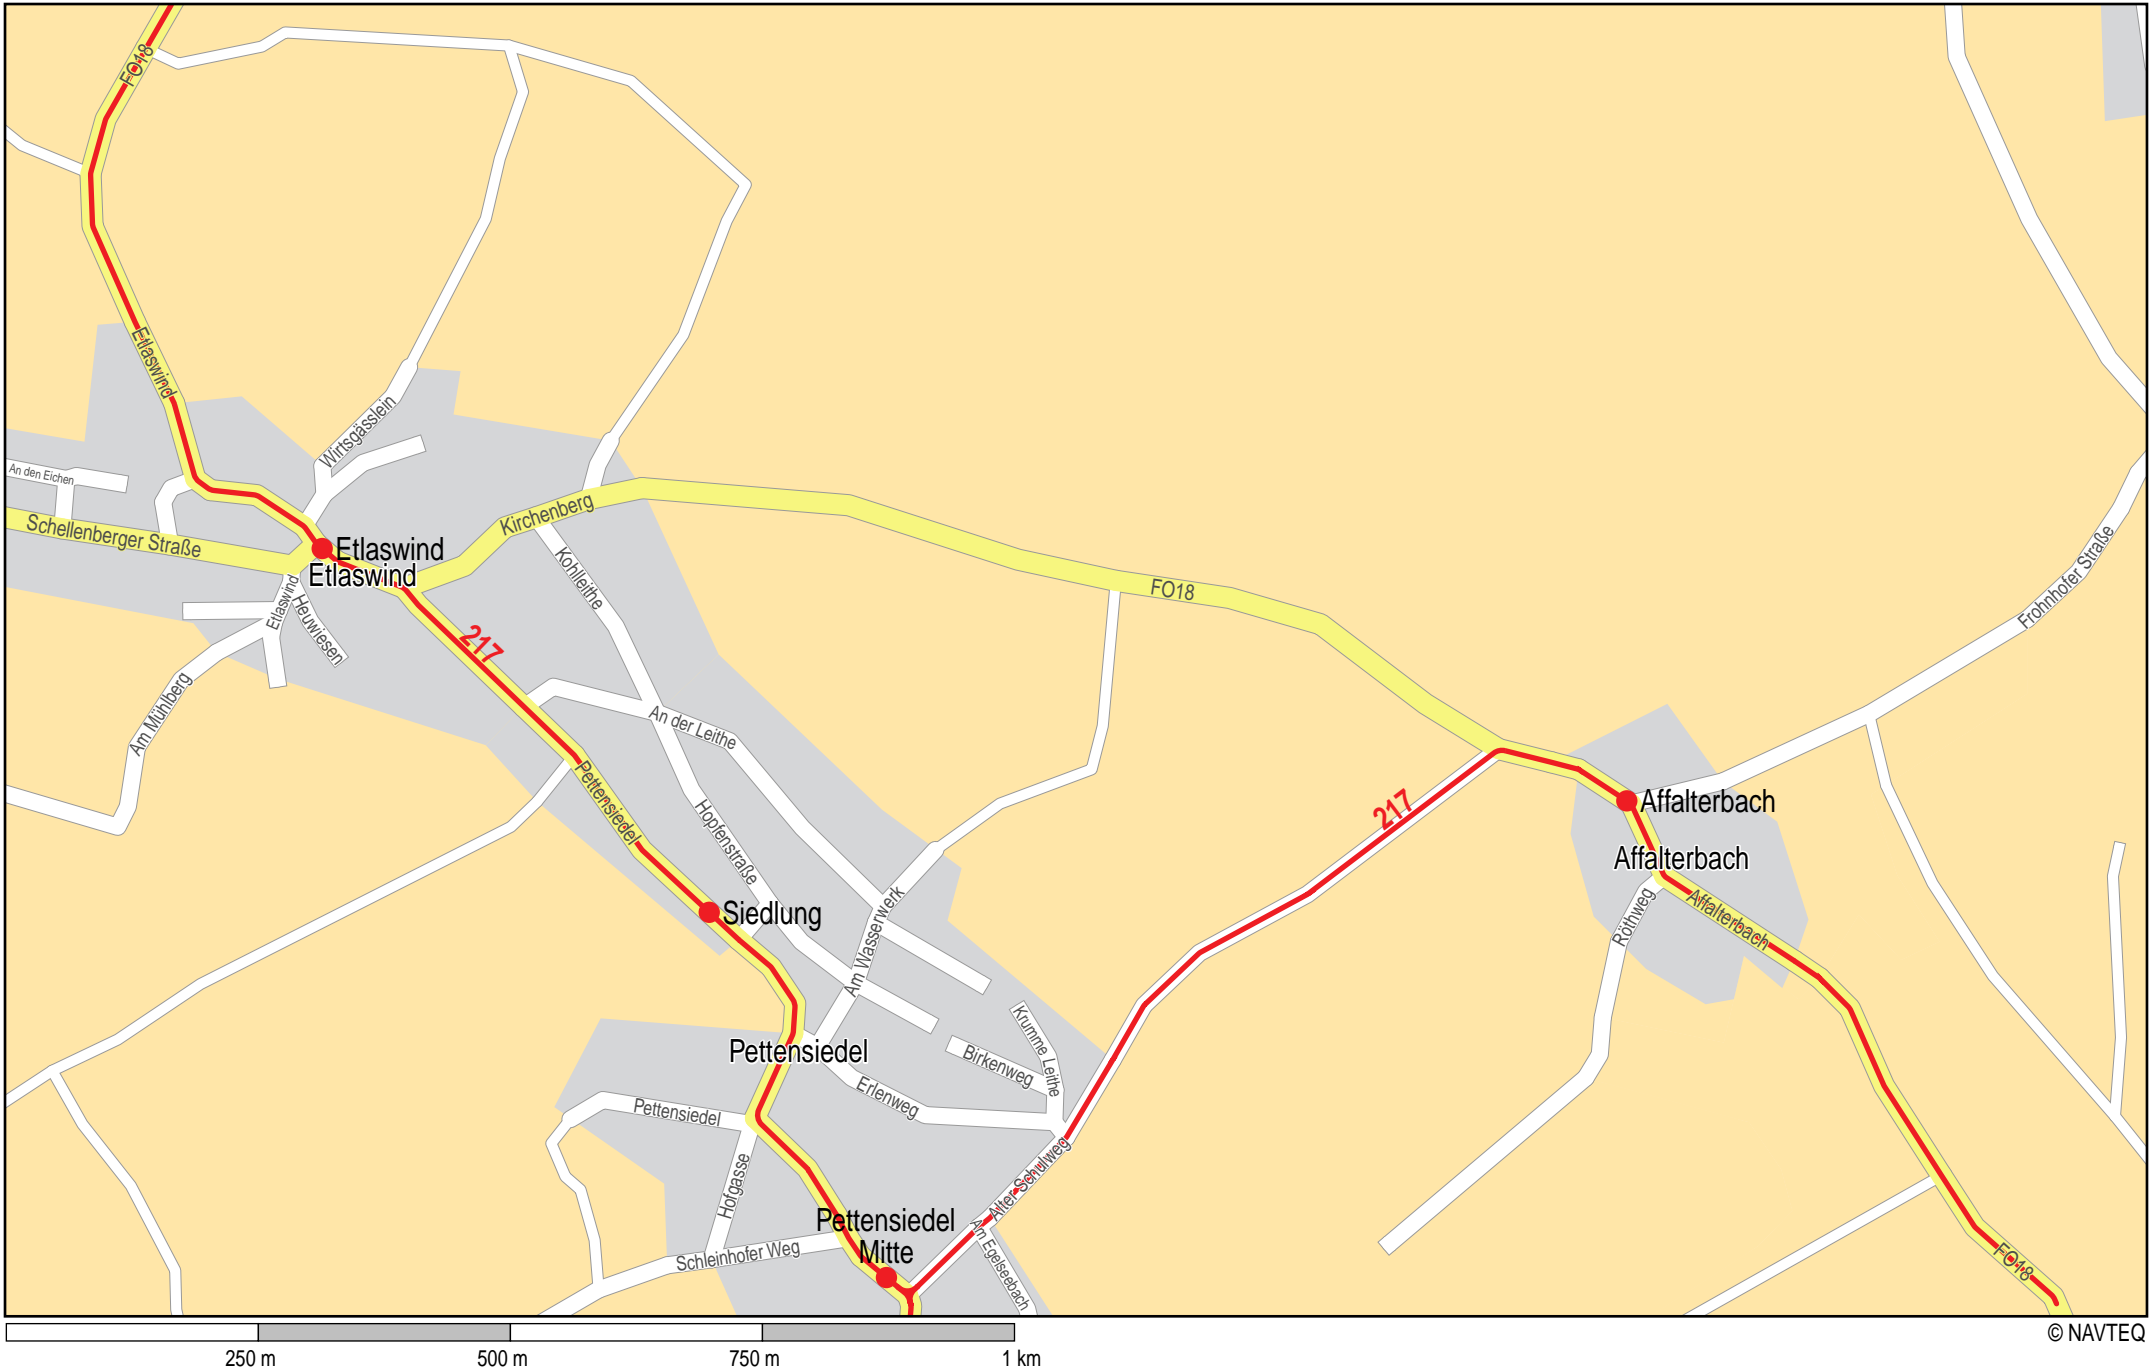 FO18
Etlaswind
Wirtsgässlein
An den Eichen
Schellenberger Straße
Kirchenberg
Etlaswind
Etlaswind
Etlaswind
Heuwiesen
Kohlleithe
FO18
Frohnhofer Straße
217
Am Mühlberg
An der Leithe
Pettensiedel
Hopfenstraße
217
Affalterbach
Affalterbach
Siedlung
Am Wasserwerk
Röthweg
Affalterbach
Pettensiedel
Krumme Leithe
Birkenweg
Erlenweg
Pettensiedel
Hofgasse
Alter Schulweg
Pettensiedel
Mitte
Schleinhofer Weg
Am Egelseebach
FO18
250 m
500 m
750 m
1 km
© NAVTEQ